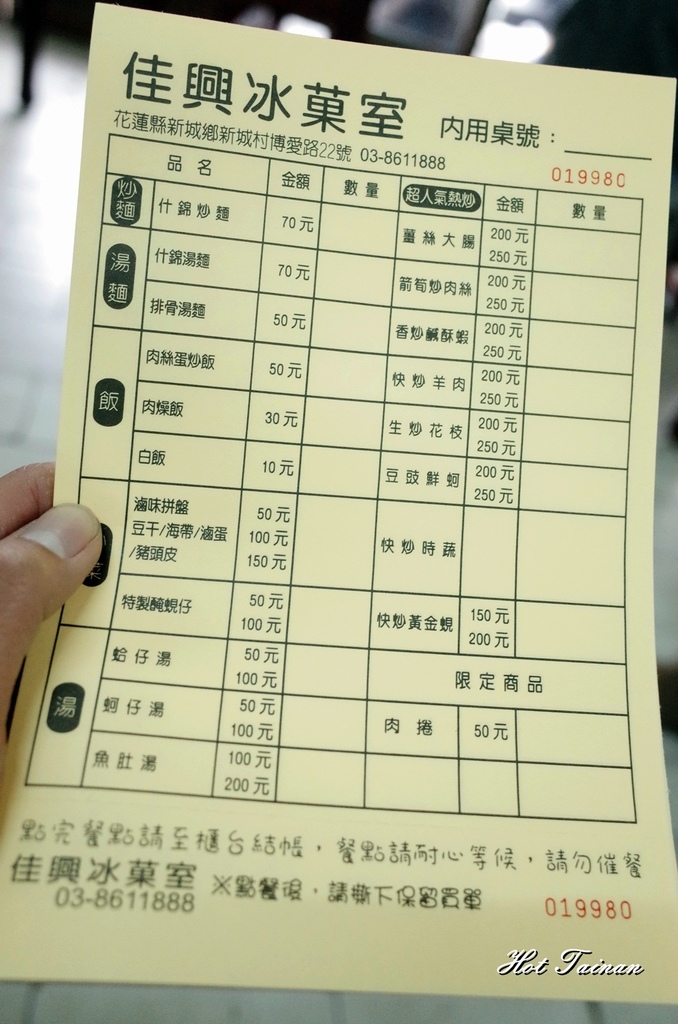 佳興冰菓室
內用桌號：
花蓮縣新城鄉新城村博愛路22號 03-8611888
019980
品名 金額 數量 超人氣熱炒 金額 數量
炒麵
什錦炒麵 70元
湯麵
什錦湯麵 70元
排骨湯麵 50元
飯
肉絲蛋炒飯 50元
肉燥飯 30元
白飯 10元
菜
滷味拼盤
豆干/海帶/滷蛋
/豬頭皮
50元
100元
150元
特製醃蜆仔 50元
100元
湯
蛤仔湯 50元
100元
蚵仔湯 50元
100元
魚肚湯 100元
200元
薑絲大腸 200元
250元
箭筍炒肉絲 200元
250元
香炒鹹酥蝦 200元
250元
快炒羊肉 200元
250元
生炒花枝 200元
250元
豆豉鮮蚵 200元
250元
快炒時蔬
快炒黃金蜆 150元
200元
限定商品
肉捲 50元
點完餐點請至櫃台結帳，餐點請耐心等候，請勿催餐
佳興冰菓室
03-8611888
※點餐後，請撕下保留買單
019980
Hot Tainan